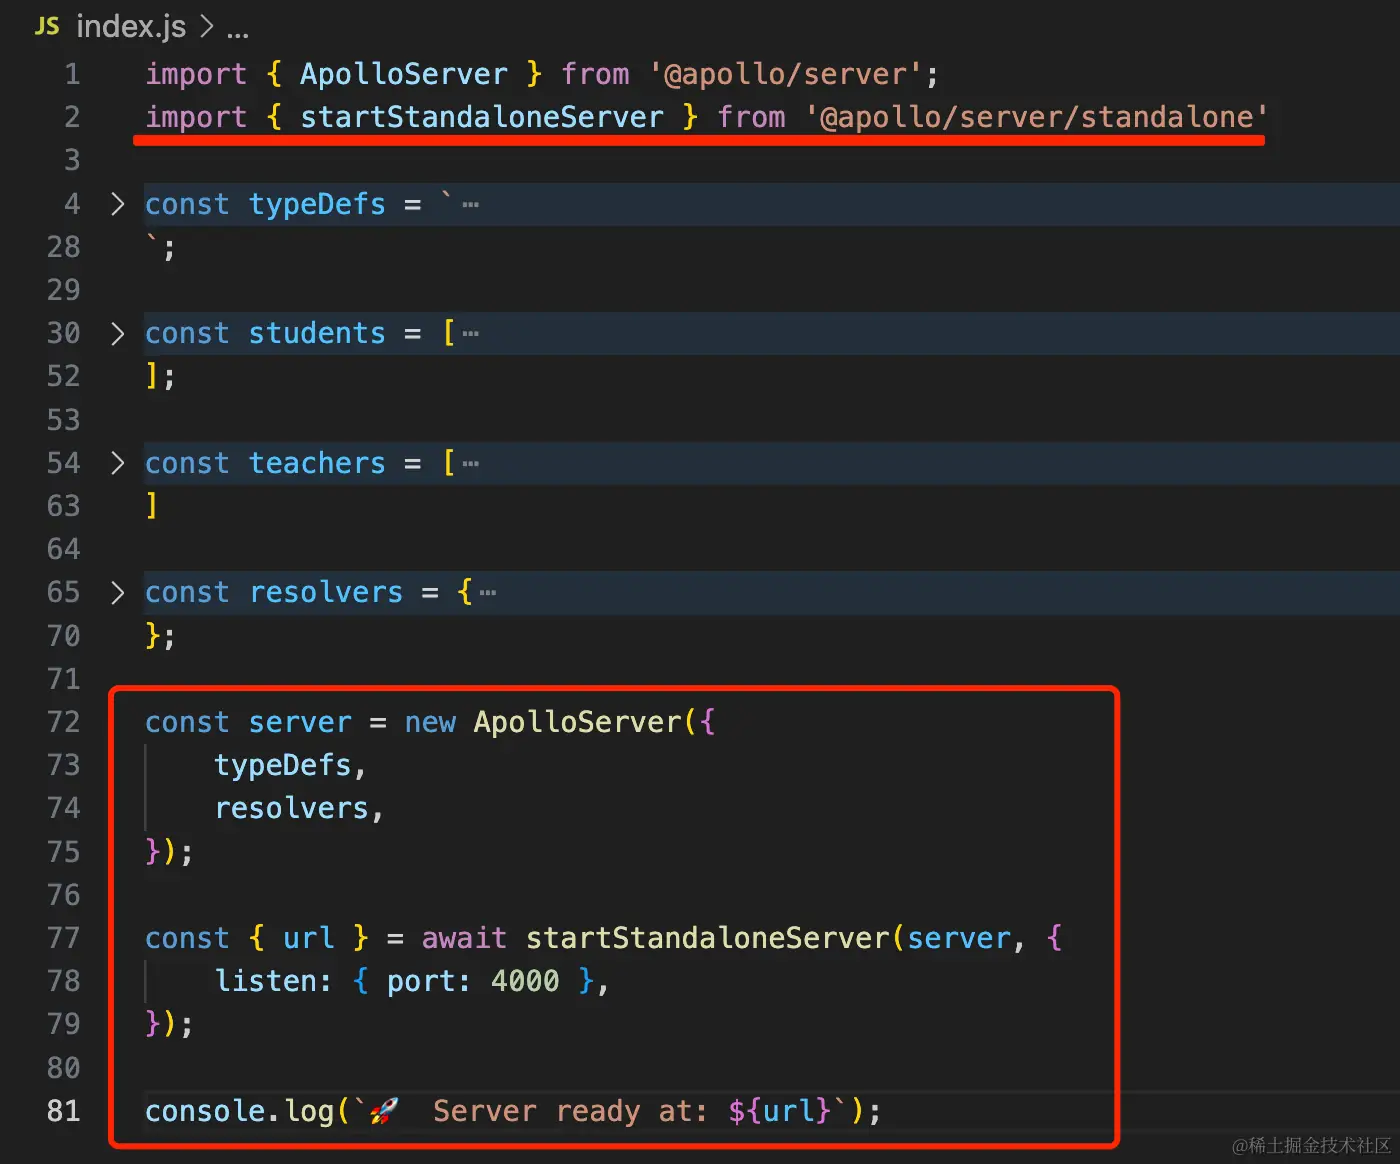 JS index.js > ...
1 import { ApolloServer } from '@apollo/server';
2 import { startStandaloneServer } from '@apollo/server/standalone'
3
4 > const typeDefs = ` ⋯
28 `;
29
30 > const students = [ ⋯
52 ];
53
54 > const teachers = [ ⋯
63 ]
64
65 > const resolvers = { ⋯
70 };
71
72 const server = new ApolloServer({
73     typeDefs,
74     resolvers,
75 });
76
77 const { url } = await startStandaloneServer(server, {
78     listen: { port: 4000 },
79 });
80
81 console.log(`🚀  Server ready at: ${url}`);
@稀土掘金技术社区